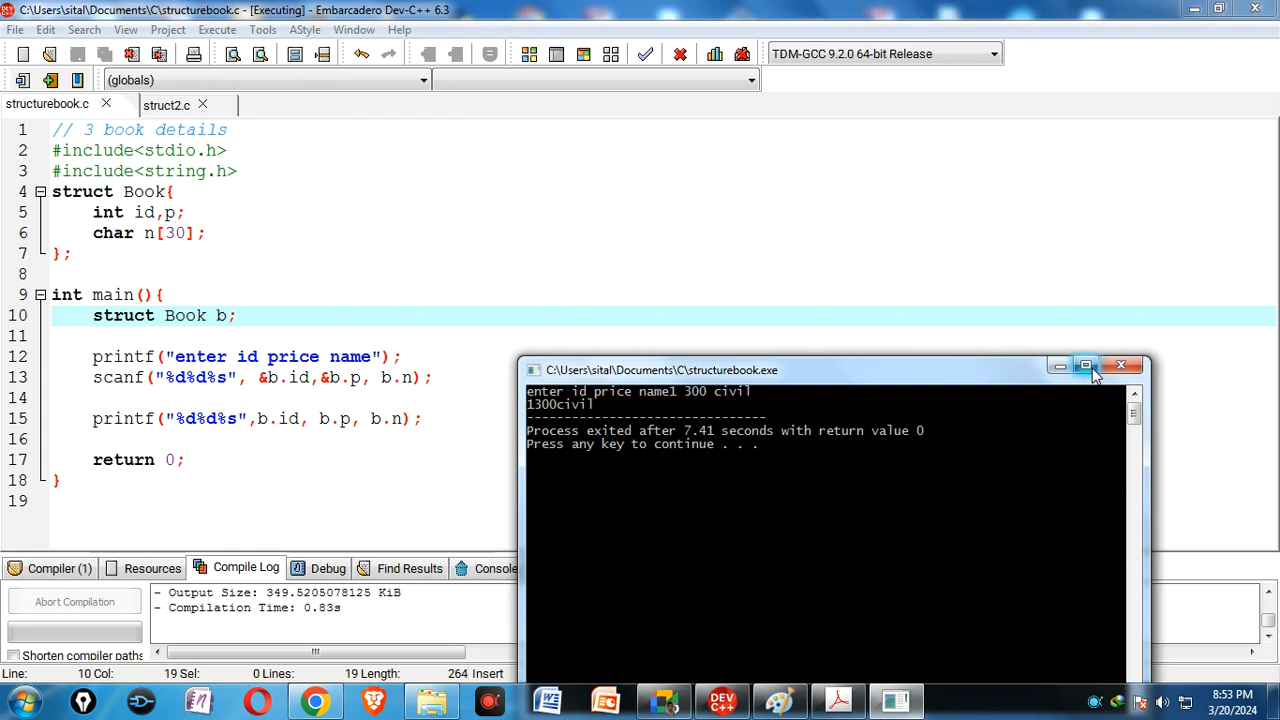 C:\Users\sital\Documents\C\structurebook.c - [Executing] - Embarcadero Dev-C++ 6.3
File Edit Search View Project Execute Tools AStyle Window Help
TDM-GCC 9.2.0 64-bit Release
(globals)
structurebook.c struct2.c
1 // 3 book details
2 #include<stdio.h>
3 #include<string.h>
4 struct Book{
5 int id,p;
6 char n[30];
7 };
8
9 int main(){
10 struct Book b;
11
12 printf("enter id price name");
13 scanf("%d%d%s", &b.id,&b.p, b.n);
14
15 printf("%d%d%s",b.id, b.p, b.n);
16
17 return 0;
18 }
19
C:\Users\sital\Documents\C\structurebook.exe
enter id price name1 300 civil
1300civil
--------------------------------
Process exited after 7.41 seconds with return value 0
Press any key to continue . . .
Compiler (1) Resources Compile Log Debug Find Results Console
Abort Compilation
- Output Size: 349.5205078125 KiB
- Compilation Time: 0.83s
Shorten compiler paths
Line: 10 Col: 19 Sel: 0 Lines: 19 Length: 264 Insert
DEV C++
8:53 PM
3/20/2024